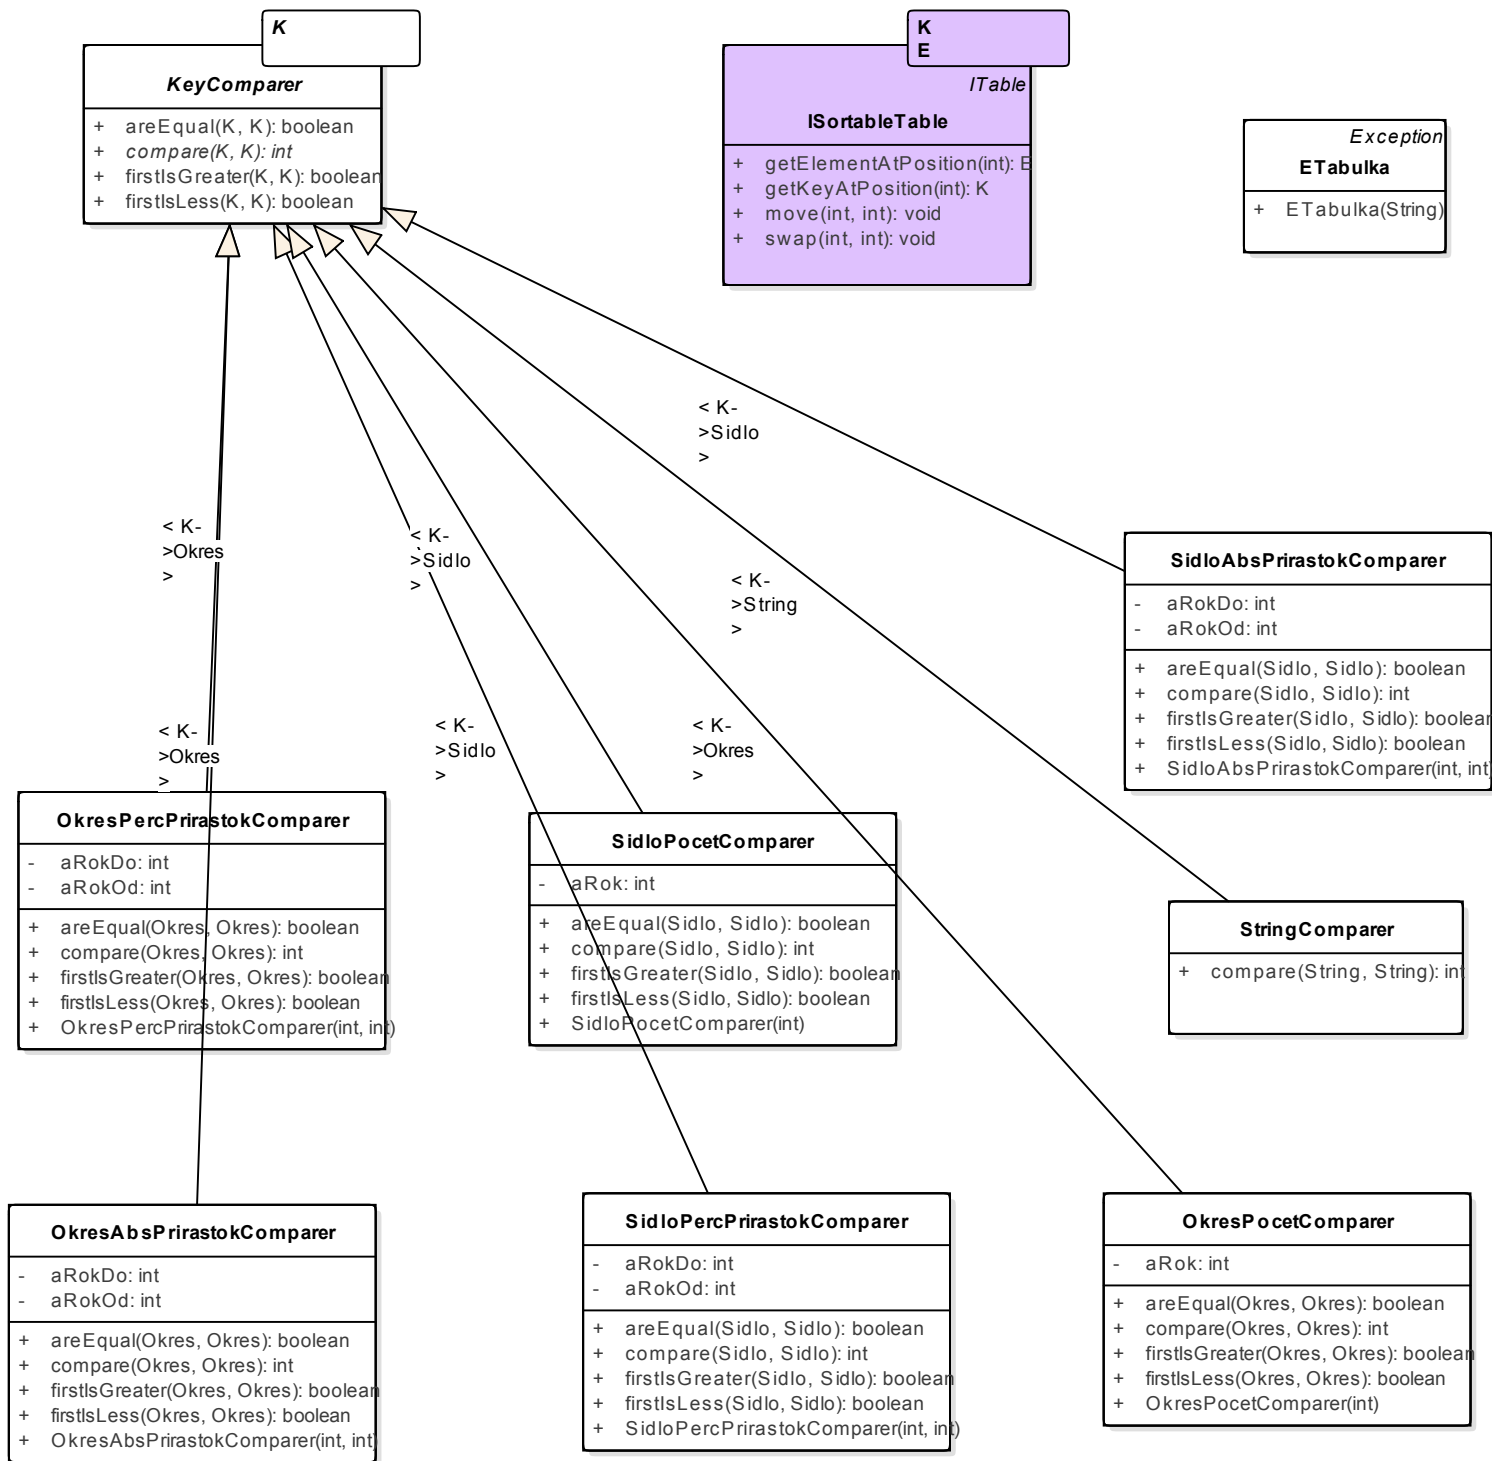 K
KeyComparer
+ areEqual(K, K): boolean
+ compare(K, K): int
+ firstIsGreater(K, K): boolean
+ firstIsLess(K, K): boolean
K
E
ITable
ISortableTable
+ getElementAtPosition(int): E
+ getKeyAtPosition(int): K
+ move(int, int): void
+ swap(int, int): void
Exception
ETabulka
+ ETabulka(String)
< K-
>Sidlo
>
< K-
>Okres
>
< K-
>Sidlo
>
< K-
>String
>
< K-
>Okres
>
< K-
>Sidlo
>
< K-
>Okres
>
SidloAbsPrirastokComparer
- aRokDo: int
- aRokOd: int
+ areEqual(Sidlo, Sidlo): boolean
+ compare(Sidlo, Sidlo): int
+ firstIsGreater(Sidlo, Sidlo): boolean
+ firstIsLess(Sidlo, Sidlo): boolean
+ SidloAbsPrirastokComparer(int, int)
OkresPercPrirastokComparer
- aRokDo: int
- aRokOd: int
+ areEqual(Okres, Okres): boolean
+ compare(Okres, Okres): int
+ firstIsGreater(Okres, Okres): boolean
+ firstIsLess(Okres, Okres): boolean
+ OkresPercPrirastokComparer(int, int)
SidloPocetComparer
- aRok: int
+ areEqual(Sidlo, Sidlo): boolean
+ compare(Sidlo, Sidlo): int
+ firstIsGreater(Sidlo, Sidlo): boolean
+ firstIsLess(Sidlo, Sidlo): boolean
+ SidloPocetComparer(int)
StringComparer
+ compare(String, String): int
OkresAbsPrirastokComparer
- aRokDo: int
- aRokOd: int
+ areEqual(Okres, Okres): boolean
+ compare(Okres, Okres): int
+ firstIsGreater(Okres, Okres): boolean
+ firstIsLess(Okres, Okres): boolean
+ OkresAbsPrirastokComparer(int, int)
SidloPercPrirastokComparer
- aRokDo: int
- aRokOd: int
+ areEqual(Sidlo, Sidlo): boolean
+ compare(Sidlo, Sidlo): int
+ firstIsGreater(Sidlo, Sidlo): boolean
+ firstIsLess(Sidlo, Sidlo): boolean
+ SidloPercPrirastokComparer(int, int)
OkresPocetComparer
- aRok: int
+ areEqual(Okres, Okres): boolean
+ compare(Okres, Okres): int
+ firstIsGreater(Okres, Okres): boolean
+ firstIsLess(Okres, Okres): boolean
+ OkresPocetComparer(int)